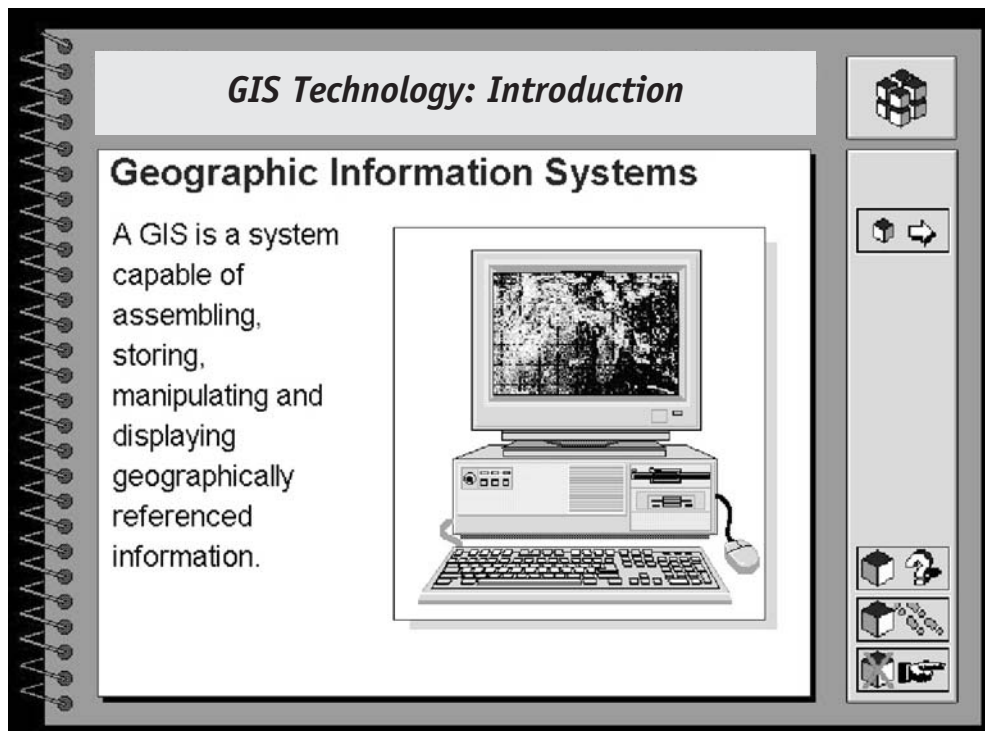 GIS Technology: Introduction
Geographic Information Systems
A GIS is a system
capable of
assembling,
storing,
manipulating and
displaying
geographically
referenced
information.